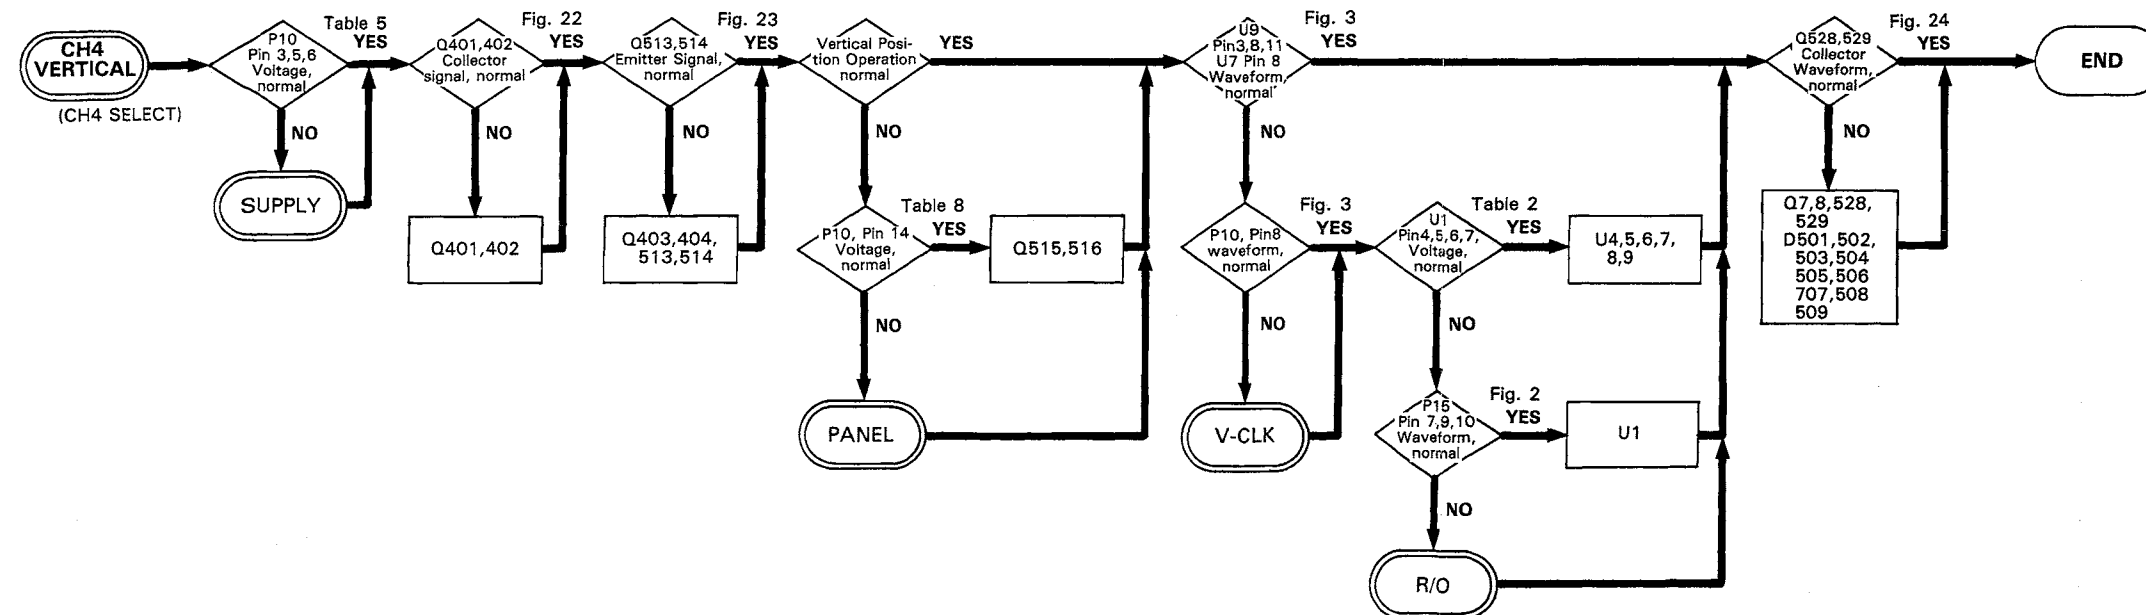 CH4
VERTICAL
(CH4 SELECT)
P10
Pin 3,5,6
Voltage,
normal
Table 5
YES
NO
SUPPLY
Q401,402
Collector
signal, normal
Fig. 22
YES
NO
Q401,402
Q513,514
Emitter Signal,
normal
Fig. 23
YES
NO
Q403,404,
513,514
Vertical Posi-
tion Operation
normal
YES
NO
P10, Pin 14
Voltage,
normal
Table 8
YES
Q515,516
NO
PANEL
U9
Pin3,8,11
U7 Pin 8
Waveform,
normal
Fig. 3
YES
NO
P10, Pin8
waveform,
normal
Fig. 3
YES
NO
V-CLK
U1
Pin4,5,6,7,
Voltage,
normal
Table 2
YES
U4,5,6,7,
8,9
NO
P15
Pin 7,9,10
Waveform,
normal
Fig. 2
YES
U1
NO
R/O
Q528,529
Collector
Waveform,
normal
Fig. 24
YES
NO
Q7,8,528,
529
D501,502,
503,504
505,506
707,508
509
END